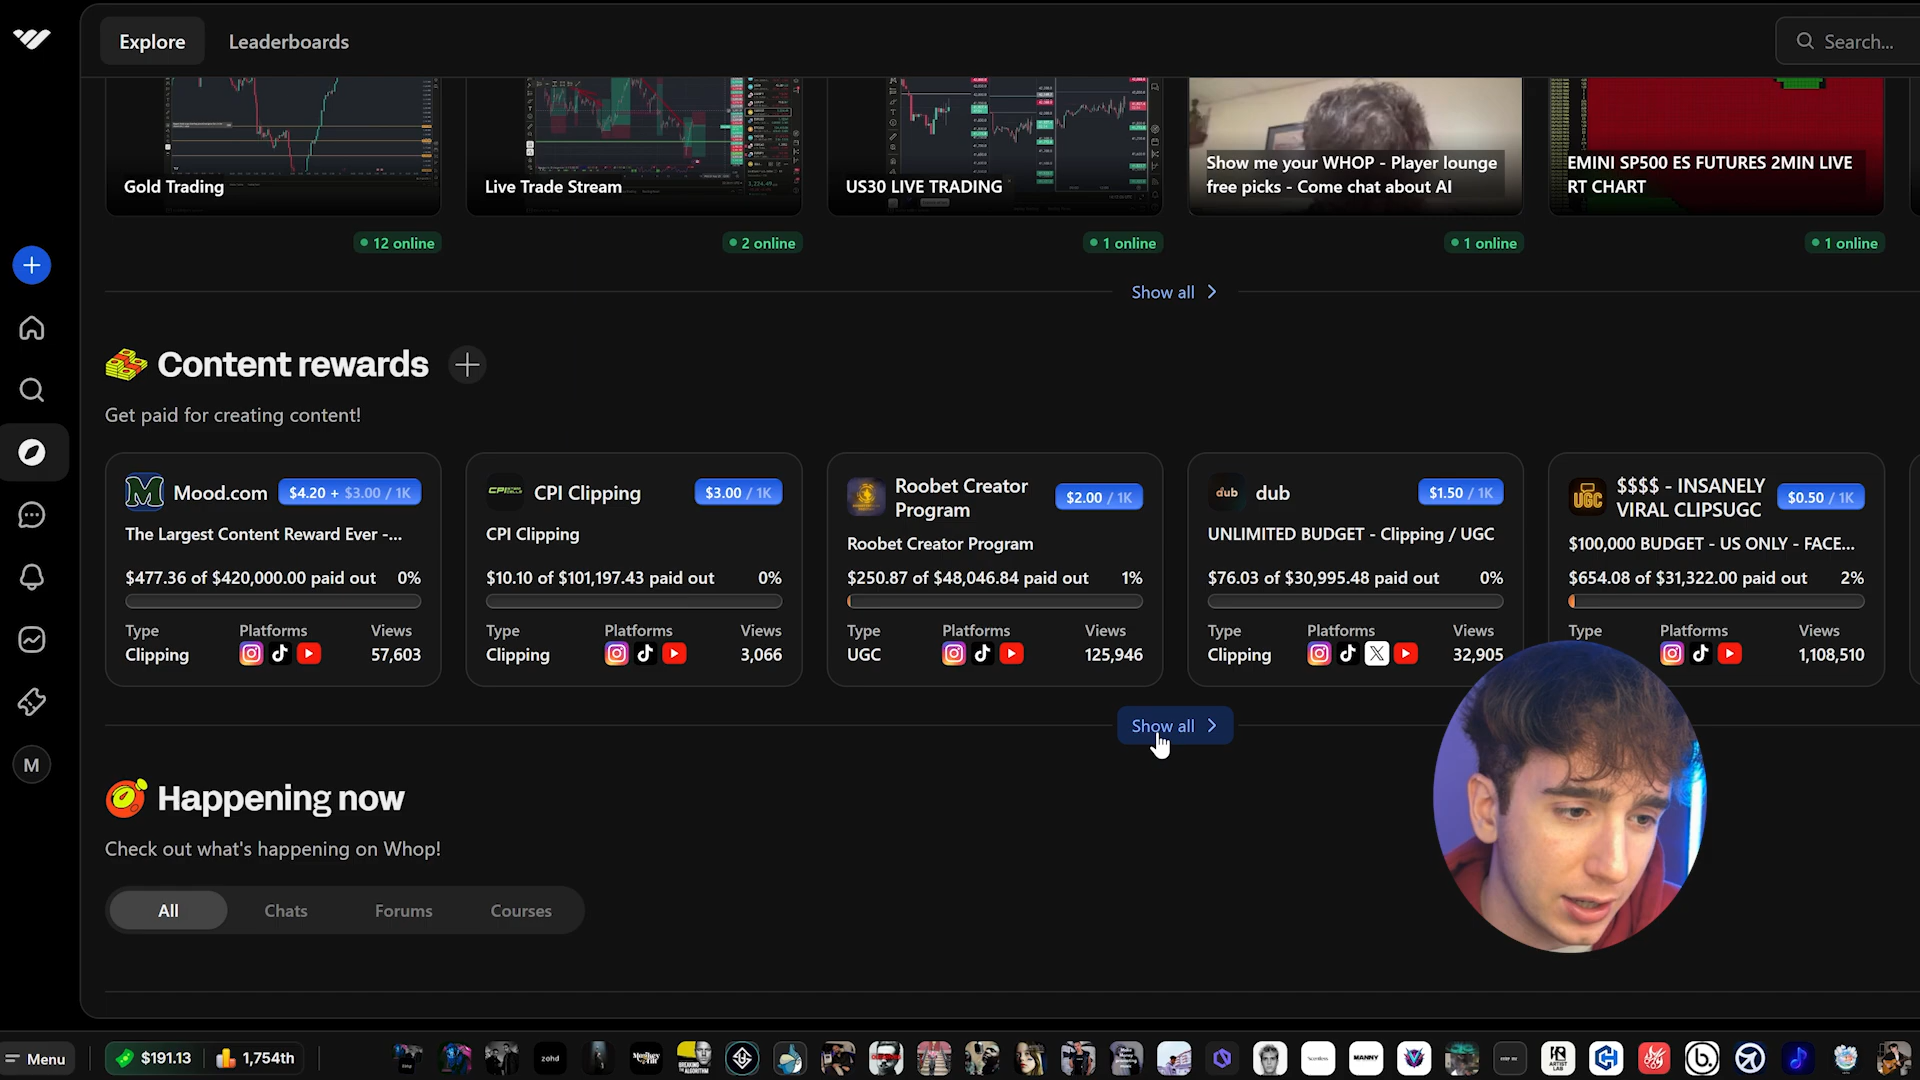 Explore
Leaderboards
Search...
Gold Trading
Live Trade Stream
US30 LIVE TRADING
Show me your WHOP - Player lounge
free picks - Come chat about AI
EMINI SP500 ES FUTURES 2MIN LIVE
RT CHART
12 online
2 online
1 online
1 online
1 online
Show all
Content rewards
Get paid for creating content!
Mood.com
$4.20 + $3.00 / 1K
The Largest Content Reward Ever -...
$477.36 of $420,000.00 paid out 0%
Type Platforms Views
Clipping 57,603
CPI Clipping
$3.00 / 1K
CPI Clipping
$10.10 of $101,197.43 paid out 0%
Type Platforms Views
Clipping 3,066
Roobet Creator
Program
$2.00 / 1K
Roobet Creator Program
$250.87 of $48,046.84 paid out 1%
Type Platforms Views
UGC 125,946
dub
dub
$1.50 / 1K
UNLIMITED BUDGET - Clipping / UGC
$76.03 of $30,995.48 paid out 0%
Type Platforms Views
Clipping 32,905
UGC
$$$$ - INSANELY
VIRAL CLIPSUGC
$0.50 / 1K
$100,000 BUDGET - US ONLY - FACE...
$654.08 of $31,322.00 paid out 2%
Type Platforms Views
1,108,510
Show all
Happening now
Check out what's happening on Whop!
All
Chats
Forums
Courses
M
Menu
$191.13
1,754th
zohd
MANNY